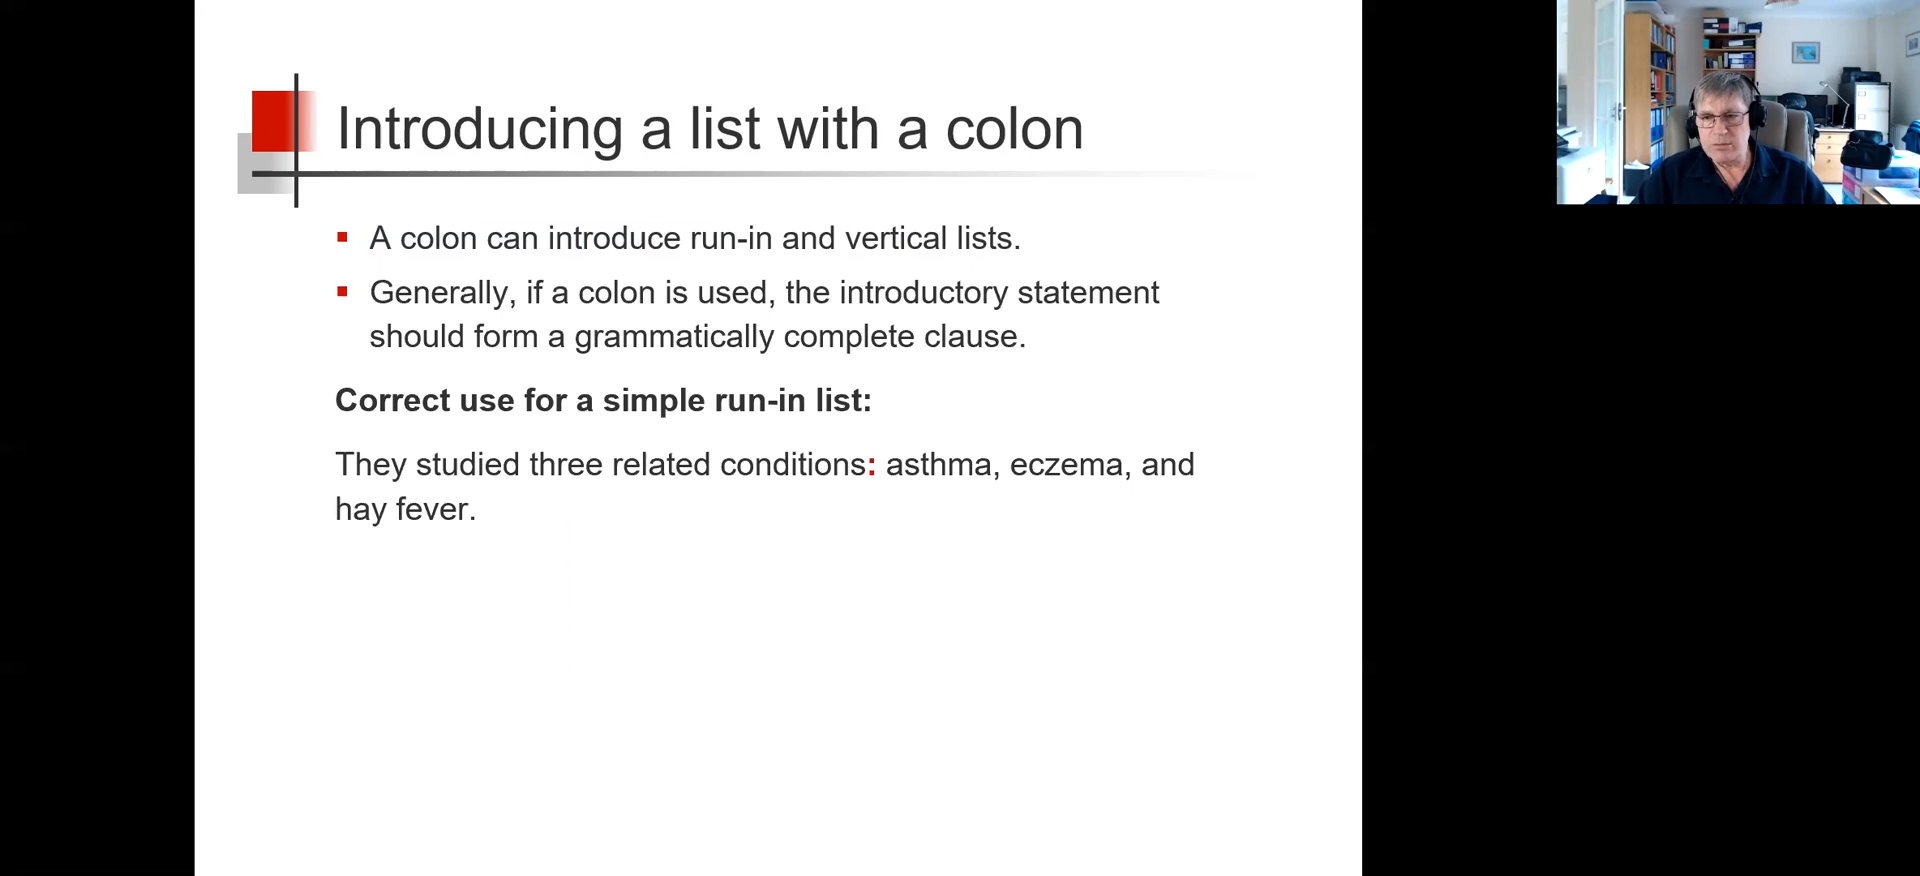 Introducing a list with a colon
A colon can introduce run-in and vertical lists.
Generally, if a colon is used, the introductory statement
should form a grammatically complete clause.
Correct use for a simple run-in list:
They studied three related conditions: asthma, eczema, and
hay fever.